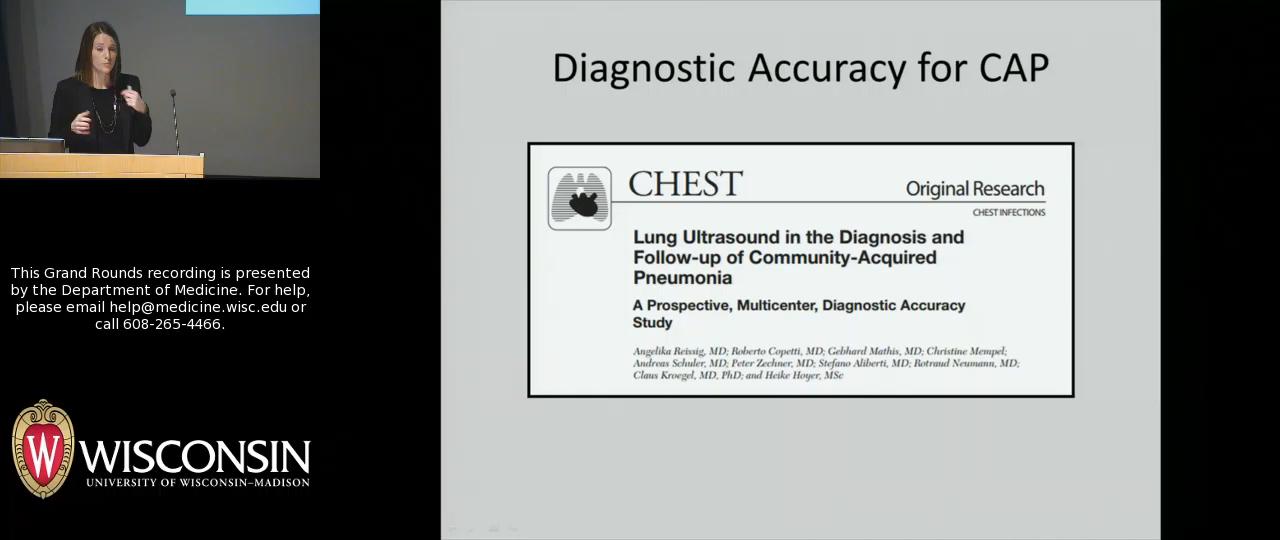 Diagnostic Accuracy for CAP
CHEST
Original Research
CHEST INFECTIONS
Lung Ultrasound in the Diagnosis and
Follow-up of Community-Acquired
Pneumonia
A Prospective, Multicenter, Diagnostic Accuracy
Study
Angelika Reissig, MD; Roberto Copetti, MD; Gebhard Mathis, MD; Christine Mempel;
Andreas Schuler, MD; Peter Zechner, MD; Stefano Aliberti, MD; Rotraud Neumann, MD;
Claus Kroegel, MD, PhD; and Heike Hoyer, MSc
This Grand Rounds recording is presented
by the Department of Medicine. For help,
please email help@medicine.wisc.edu or
call 608-265-4466.
W
WISCONSIN
UNIVERSITY OF WISCONSIN–MADISON